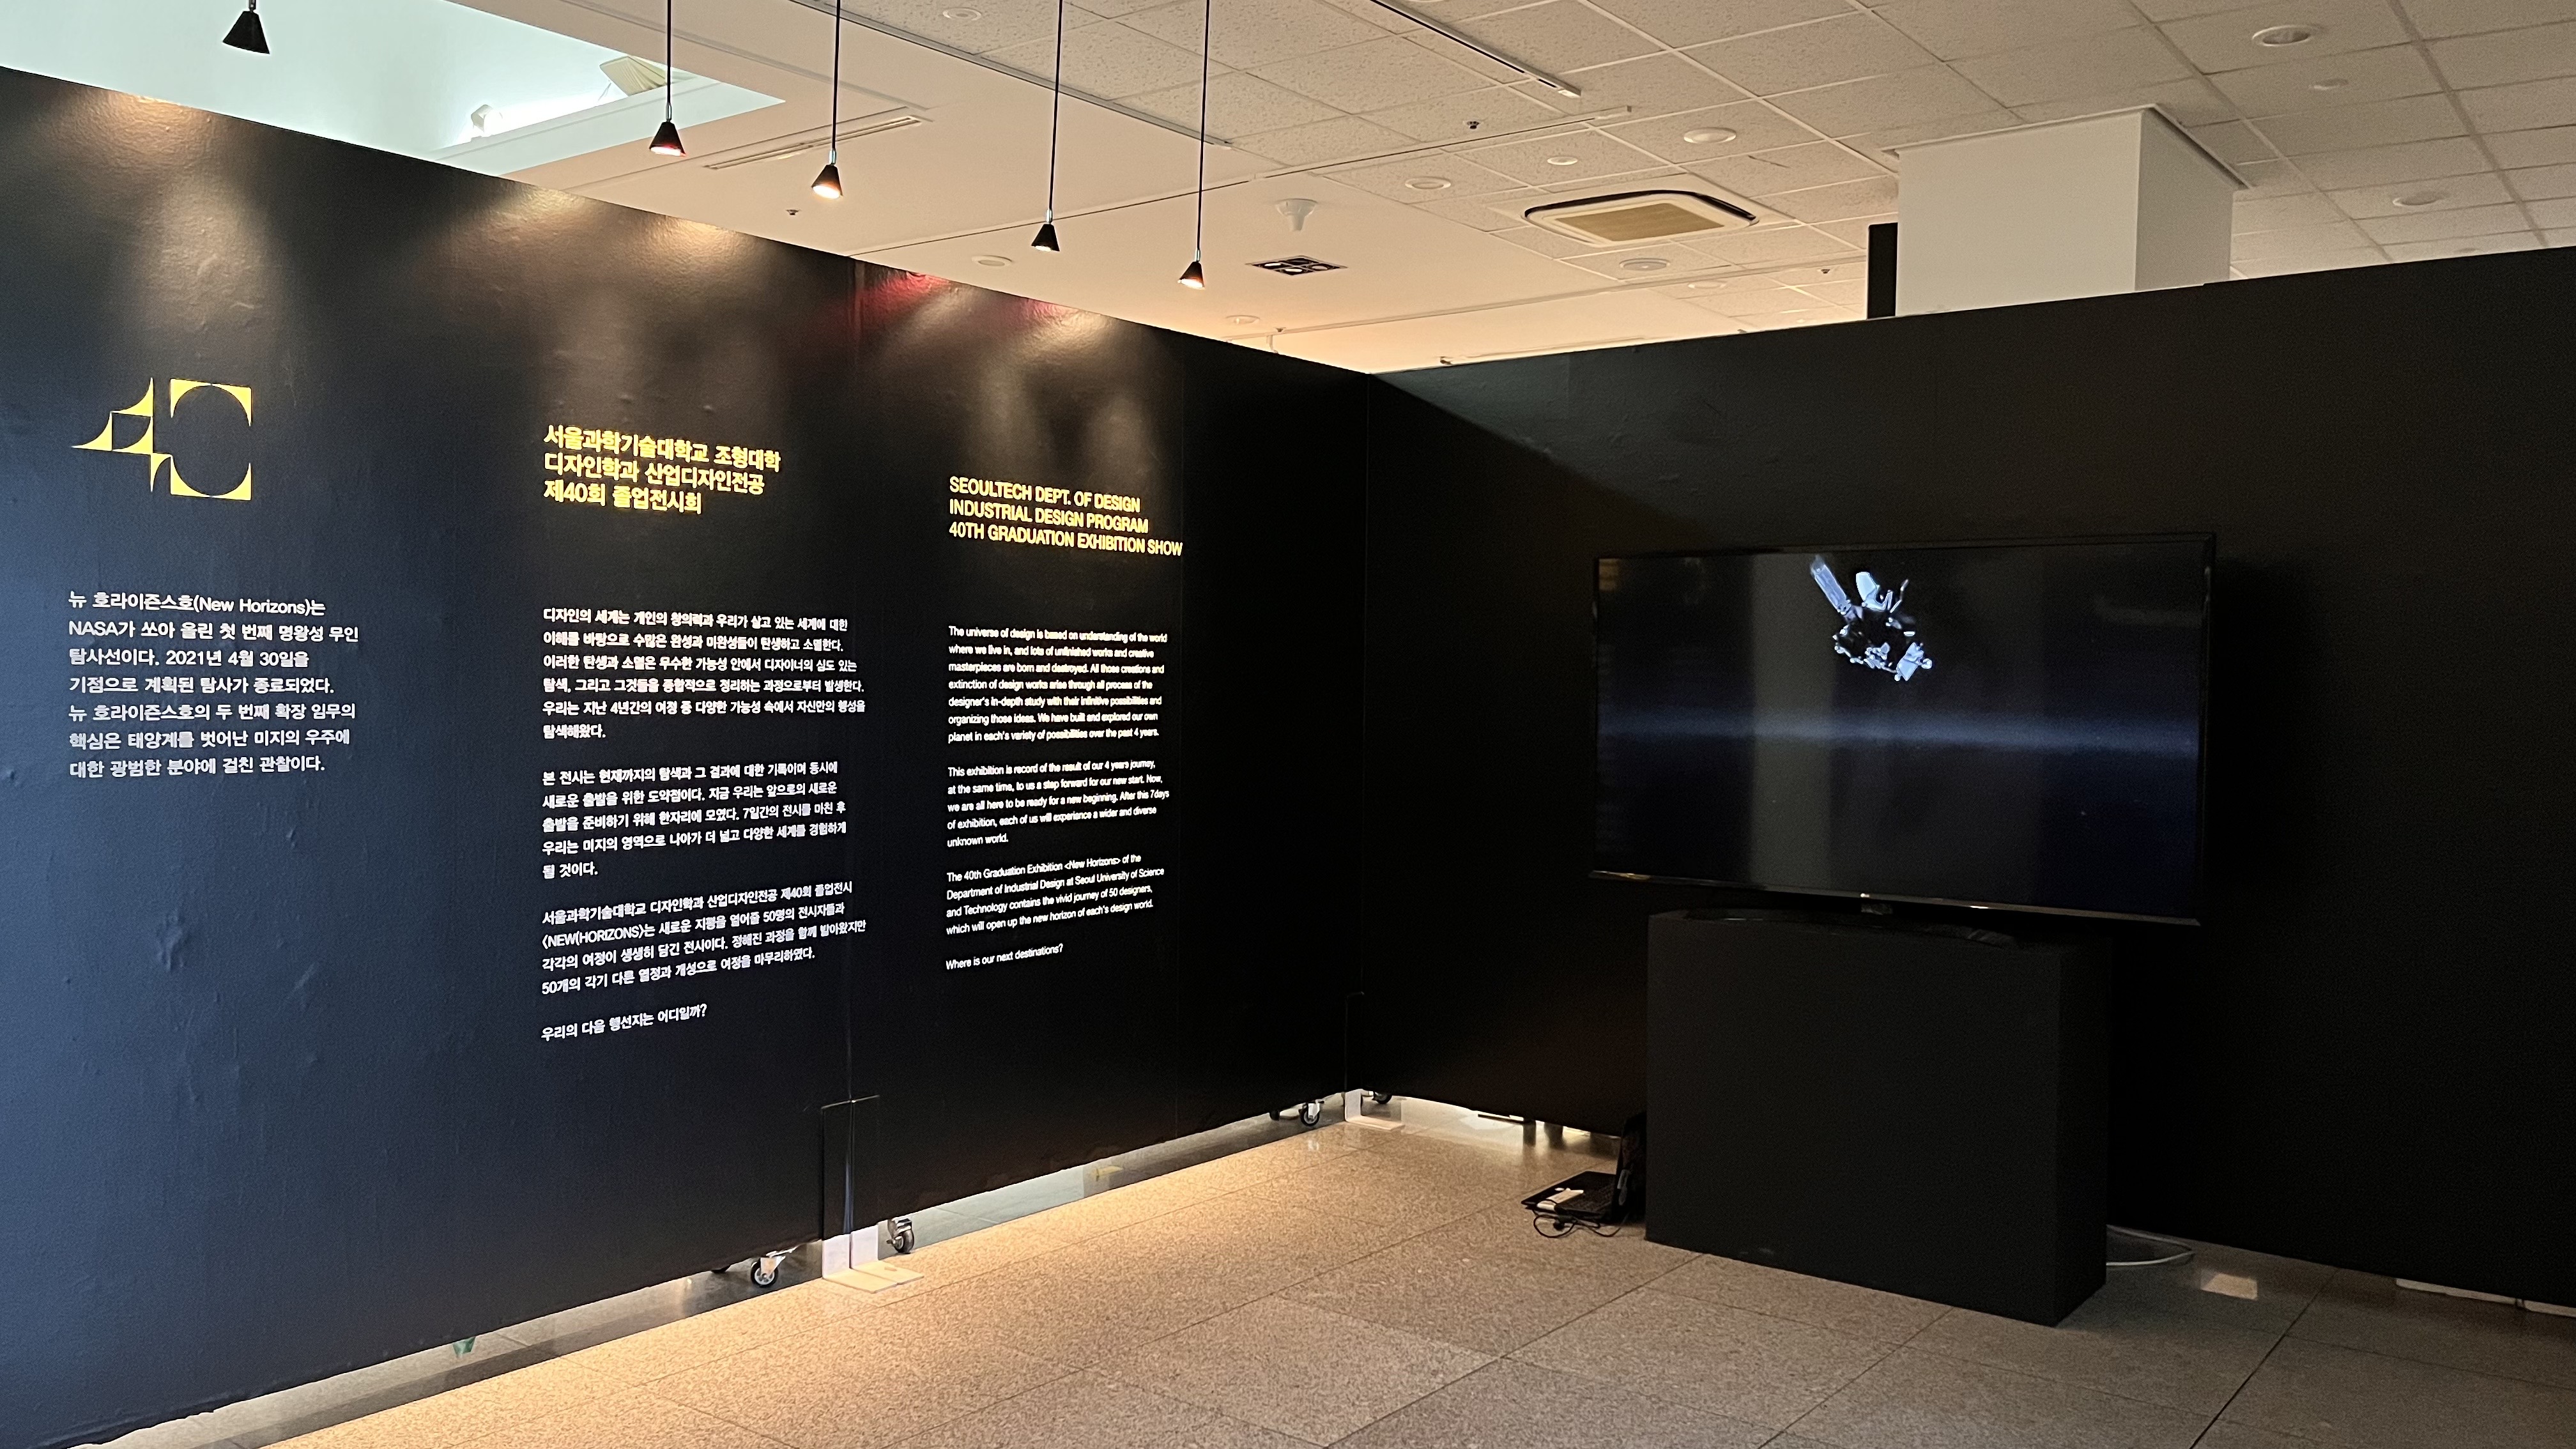 40
뉴 호라이즌스호(New Horizons)는
NASA가 쏘아 올린 첫 번째 명왕성 무인
탐사선이다. 2021년 4월 30일을
기점으로 계획된 탐사가 종료되었다.
뉴 호라이즌스호의 두 번째 확장 임무의
핵심은 태양계를 벗어난 미지의 우주에
대한 광범한 분야에 걸친 관찰이다.
서울과학기술대학교 조형대학
디자인학과 산업디자인전공
제40회 졸업전시회
디자인의 세계는 개인의 창의력과 우리가 살고 있는 세계에 대한
이해를 바탕으로 수많은 완성과 미완성들이 탄생하고 소멸한다.
이러한 탄생과 소멸은 무수한 가능성 안에서 디자이너의 심도 있는
탐색, 그리고 그것들을 종합적으로 정리하는 과정으로부터 발생한다.
우리는 지난 4년간의 여정 중 다양한 가능성 속에서 자신만의 행성을
탐색해왔다.
본 전시는 현재까지의 탐색과 그 결과에 대한 기록이며 동시에
새로운 출발을 위한 도약점이다. 지금 우리는 앞으로의 새로운
출발을 준비하기 위해 한자리에 모였다. 7일간의 전시를 마친 후
우리는 미지의 영역으로 나아가 더 넓고 다양한 세계를 경험하게
될 것이다.
서울과학기술대학교 디자인학과 산업디자인전공 제40회 졸업전시
<NEW(HORIZONS)>는 새로운 지평을 열어줄 50명의 전시자들과
각각의 여정이 생생히 담긴 전시이다. 정해진 과정을 함께 밟아왔지만
50개의 각기 다른 열정과 개성으로 여정을 마무리하였다.
우리의 다음 행선지는 어디일까?
SEOULTECH DEPT. OF DESIGN
INDUSTRIAL DESIGN PROGRAM
40TH GRADUATION EXHIBITION SHOW
The universe of design is based on understanding of the world
where we live in, and lots of unfinished works and creative
masterpieces are born and destroyed. All those creations and
extinction of design works arise through all process of the
designer's in-depth study with their infinitive possibilities and
organizing those ideas. We have built and explored our own
planet in each's variety of possibilities over the past 4 years.
This exhibition is record of the result of our 4 years journey,
at the same time, to us a step forward for our new start. Now,
we are all here to be ready for a new beginning. After this 7days
of exhibition, each of us will experience a wider and diverse
unknown world.
The 40th Graduation Exhibition <New Horizons> of the
Department of Industrial Design at Seoul University of Science
and Technology contains the vivid journey of 50 designers,
which will open up the new horizon of each's design world.
Where is our next destinations?